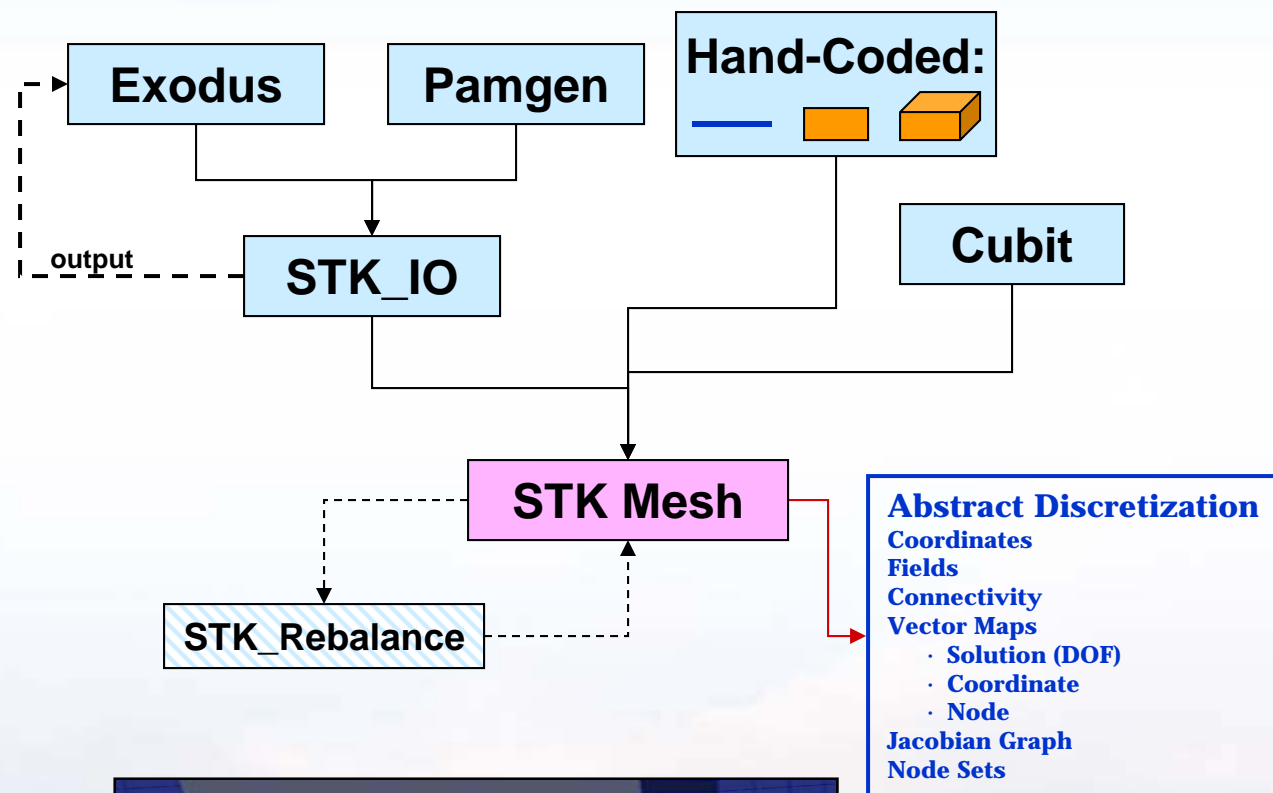 Exodus
Pamgen
Hand-Coded:
Cubit
output
STK_IO
STK Mesh
STK_Rebalance
Abstract Discretization
Coordinates
Fields
Connectivity
Vector Maps
· Solution (DOF)
· Coordinate
· Node
Jacobian Graph
Node Sets